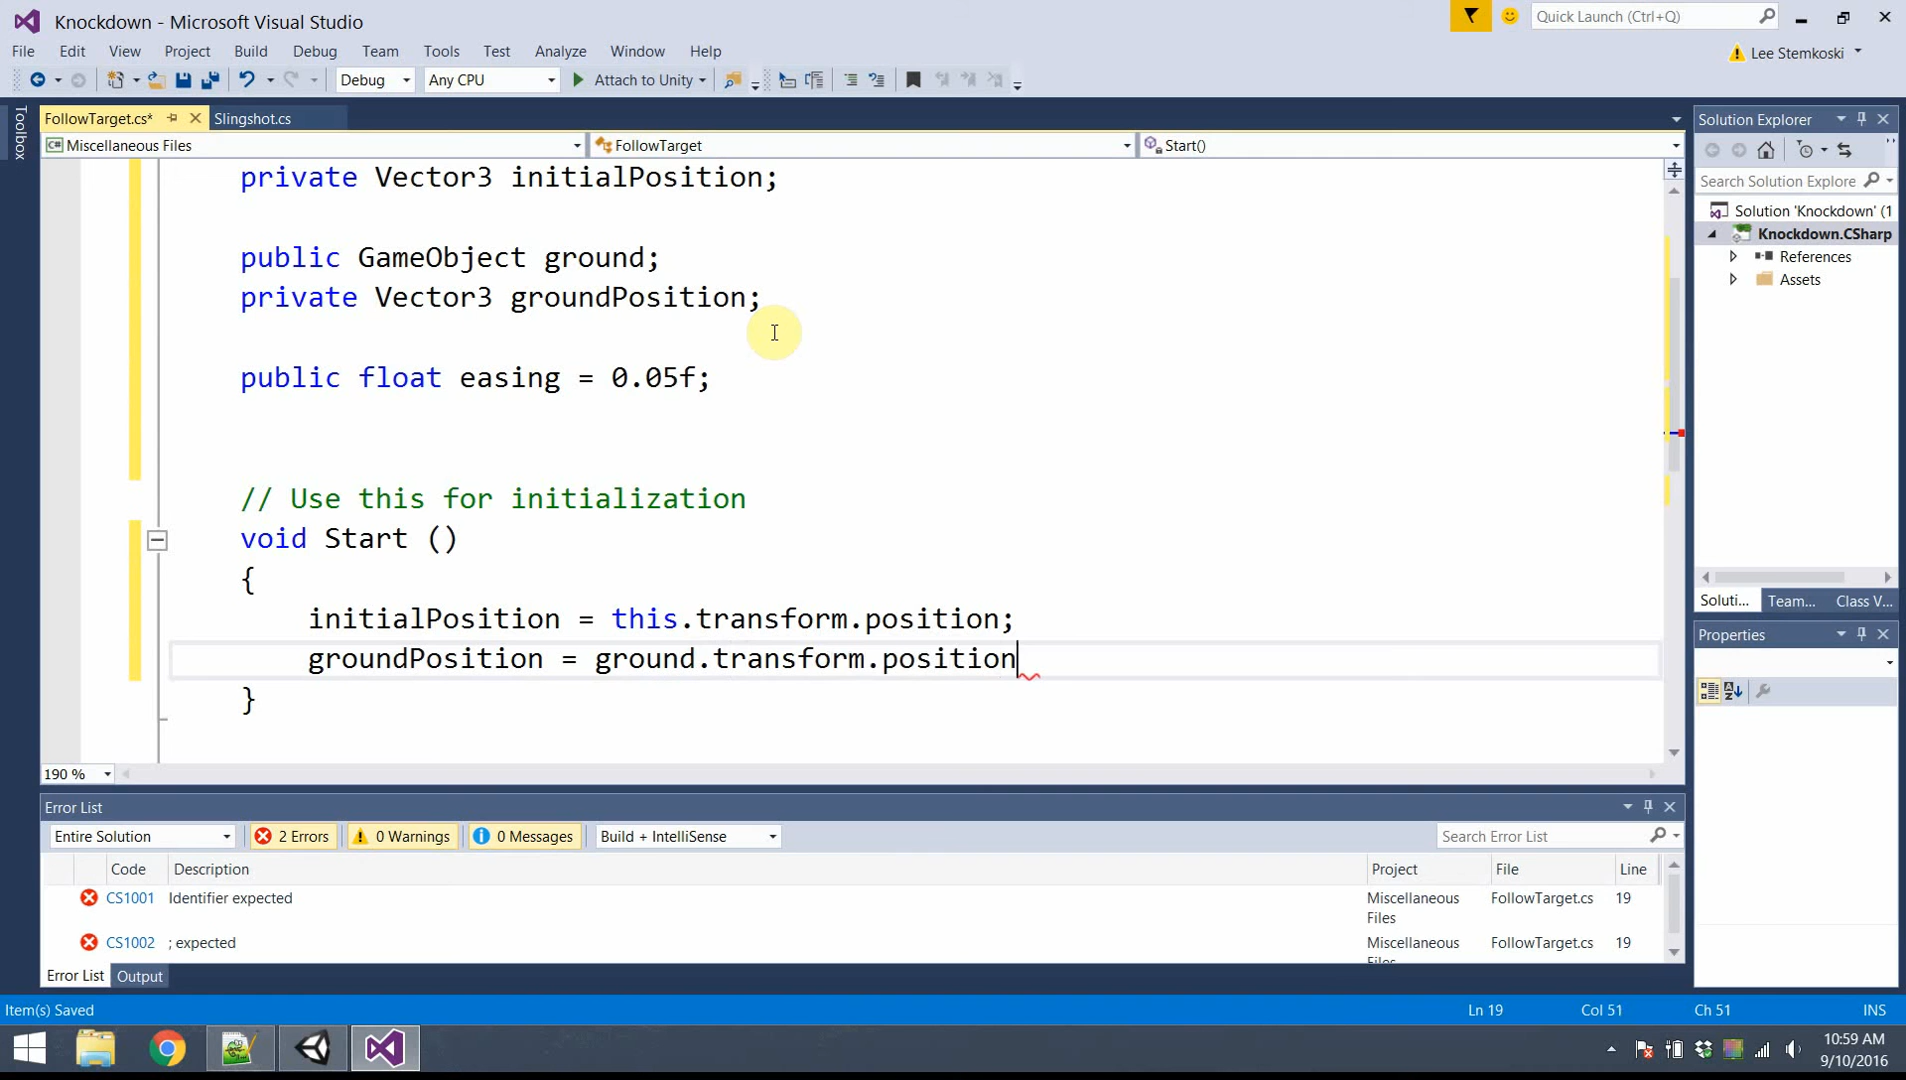 Knockdown - Microsoft Visual Studio
Quick Launch (Ctrl+Q)
File Edit View Project Build Debug Team Tools Test Analyze Window Help
Lee Stemkoski
Debug Any CPU Attach to Unity
Toolbox
FollowTarget.cs* Slingshot.cs
Miscellaneous Files FollowTarget Start()
private Vector3 initialPosition;
public GameObject ground;
private Vector3 groundPosition;
public float easing = 0.05f;
// Use this for initialization
void Start ()
{
initialPosition = this.transform.position;
groundPosition = ground.transform.position
}
190 %
Solution Explorer
Search Solution Explore
Solution 'Knockdown' (1
Knockdown.CSharp
References
Assets
Soluti... Team... Class V...
Properties
Error List
Entire Solution 2 Errors 0 Warnings 0 Messages Build + IntelliSense Search Error List
Code Description Project File Line
CS1001 Identifier expected Miscellaneous Files FollowTarget.cs 19
CS1002 ; expected Miscellaneous Files FollowTarget.cs 19
Error List Output
Item(s) Saved Ln 19 Col 51 Ch 51 INS
10:59 AM
9/10/2016